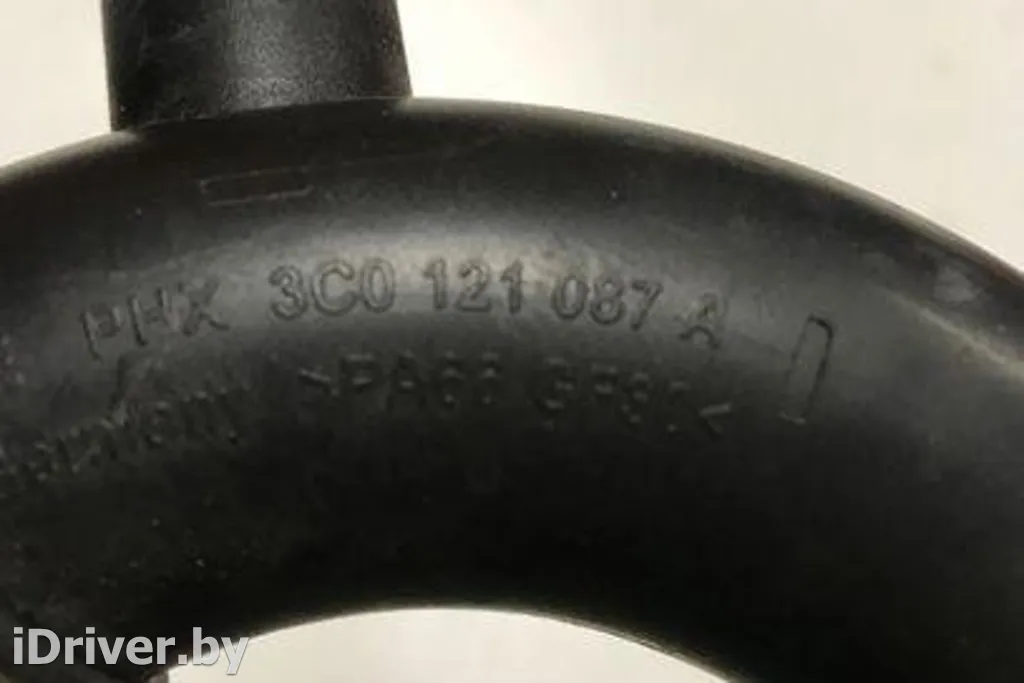 PHX 3C0 121 087 A
>PA66 GF30<
iDriver.by